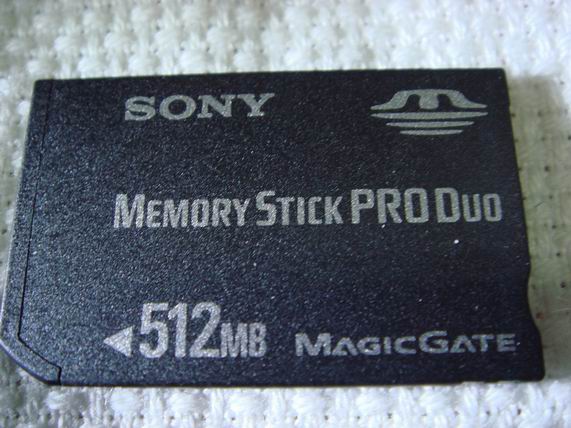 SONY
MEMORY STICK PRO DUO
512MB MAGICGATE